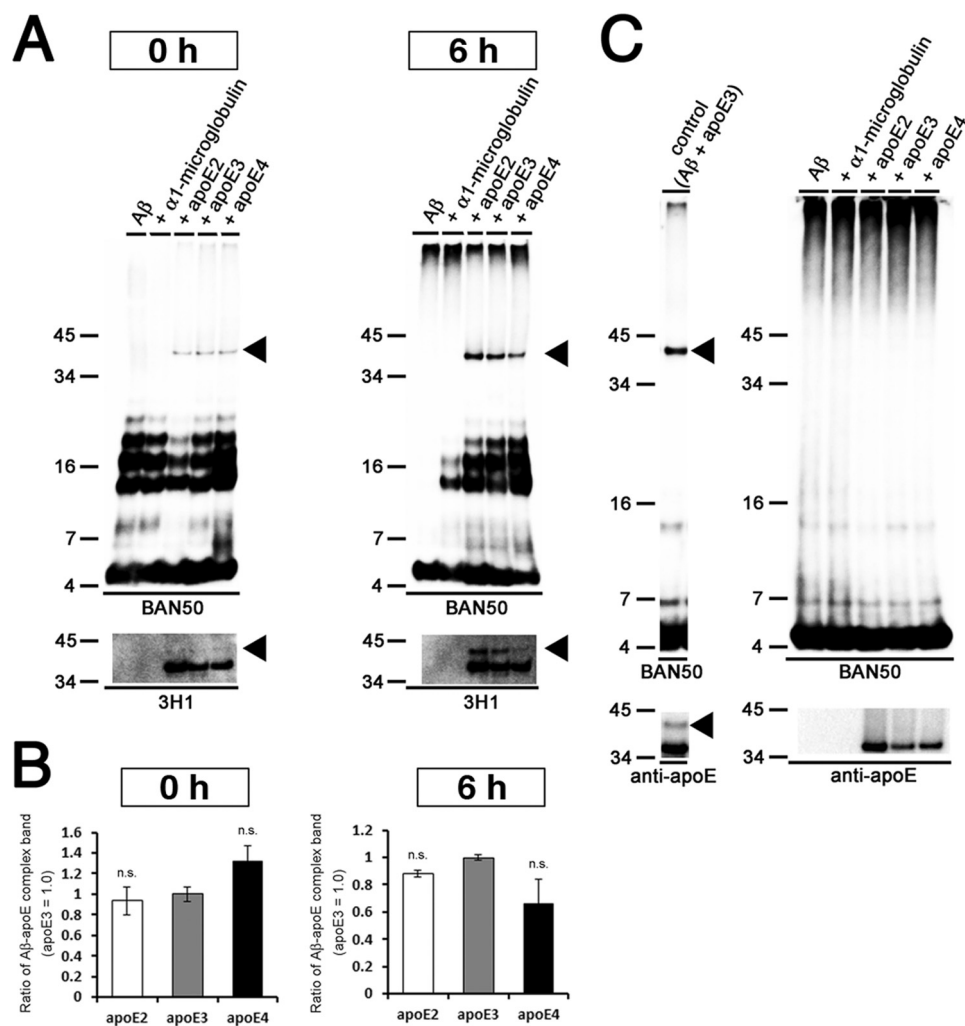 A
0 h
6 h
Aβ
+ α1-microglobulin
+ apoE2
+ apoE3
+ apoE4
Aβ
+ α1-microglobulin
+ apoE2
+ apoE3
+ apoE4
45
34
16
7
4
BAN50
45
34
16
7
4
BAN50
45
34
3H1
45
34
3H1
B
0 h
6 h
Ratio of Aβ-apoE complex band
(apoE3 = 1.0)
1.6
1.4
1.2
1
0.8
0.6
0.4
0.2
0
n.s.
n.s.
apoE2 apoE3 apoE4
Ratio of Aβ-apoE complex band
(apoE3 = 1.0)
1.2
1
0.8
0.6
0.4
0.2
0
n.s.
n.s.
apoE2 apoE3 apoE4
C
control
(Aβ + apoE3)
Aβ
+ α1-microglobulin
+ apoE2
+ apoE3
+ apoE4
45
34
16
7
4
BAN50
45
34
16
7
4
BAN50
45
34
anti-apoE
45
34
anti-apoE